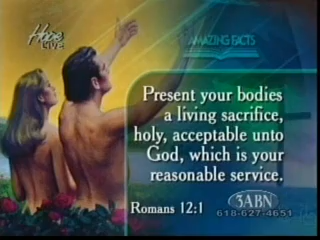 Hope
LIVE
AMAZING FACTS
Present your bodies
a living sacrifice,
holy, acceptable unto
God, which is your
reasonable service.
Romans 12:1
3ABN
618-627-4651